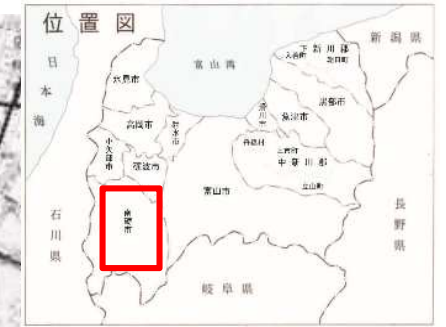 位置図
新潟県
日本海
富山湾
下新川郡
入善町
朝日町
氷見市
黒部市
滑川市
魚津市
高岡市
射水市
小矢部市
砺波市
舟橋村
上市町
中新川郡
立山町
富山市
南砺市
石川県
長野県
岐阜県